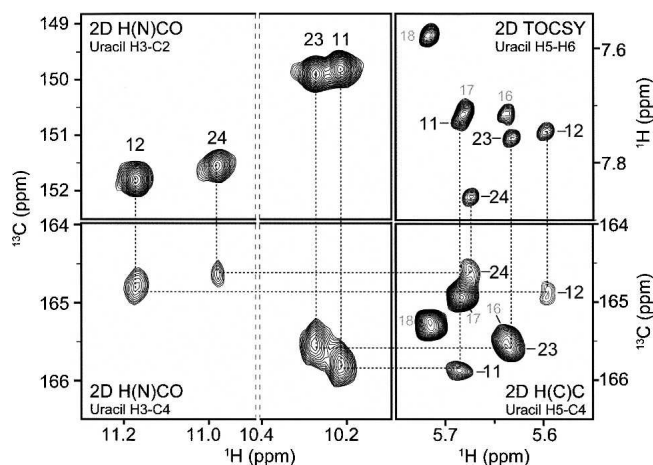 2D H(N)CO
Uracil H3-C2
23 11
12 24
149
150
151
152
13C (ppm)
2D TOCSY
Uracil H5-H6
18
17
16
11
23
12
24
7.6
7.8
1H (ppm)
164
165
166
13C (ppm)
2D H(N)CO
Uracil H3-C4
11.2 11.0 10.4 10.2
1H (ppm)
24
12
17
18
16
23
11
2D H(C)C
Uracil H5-C4
164
165
166
13C (ppm)
5.7 5.6
1H (ppm)